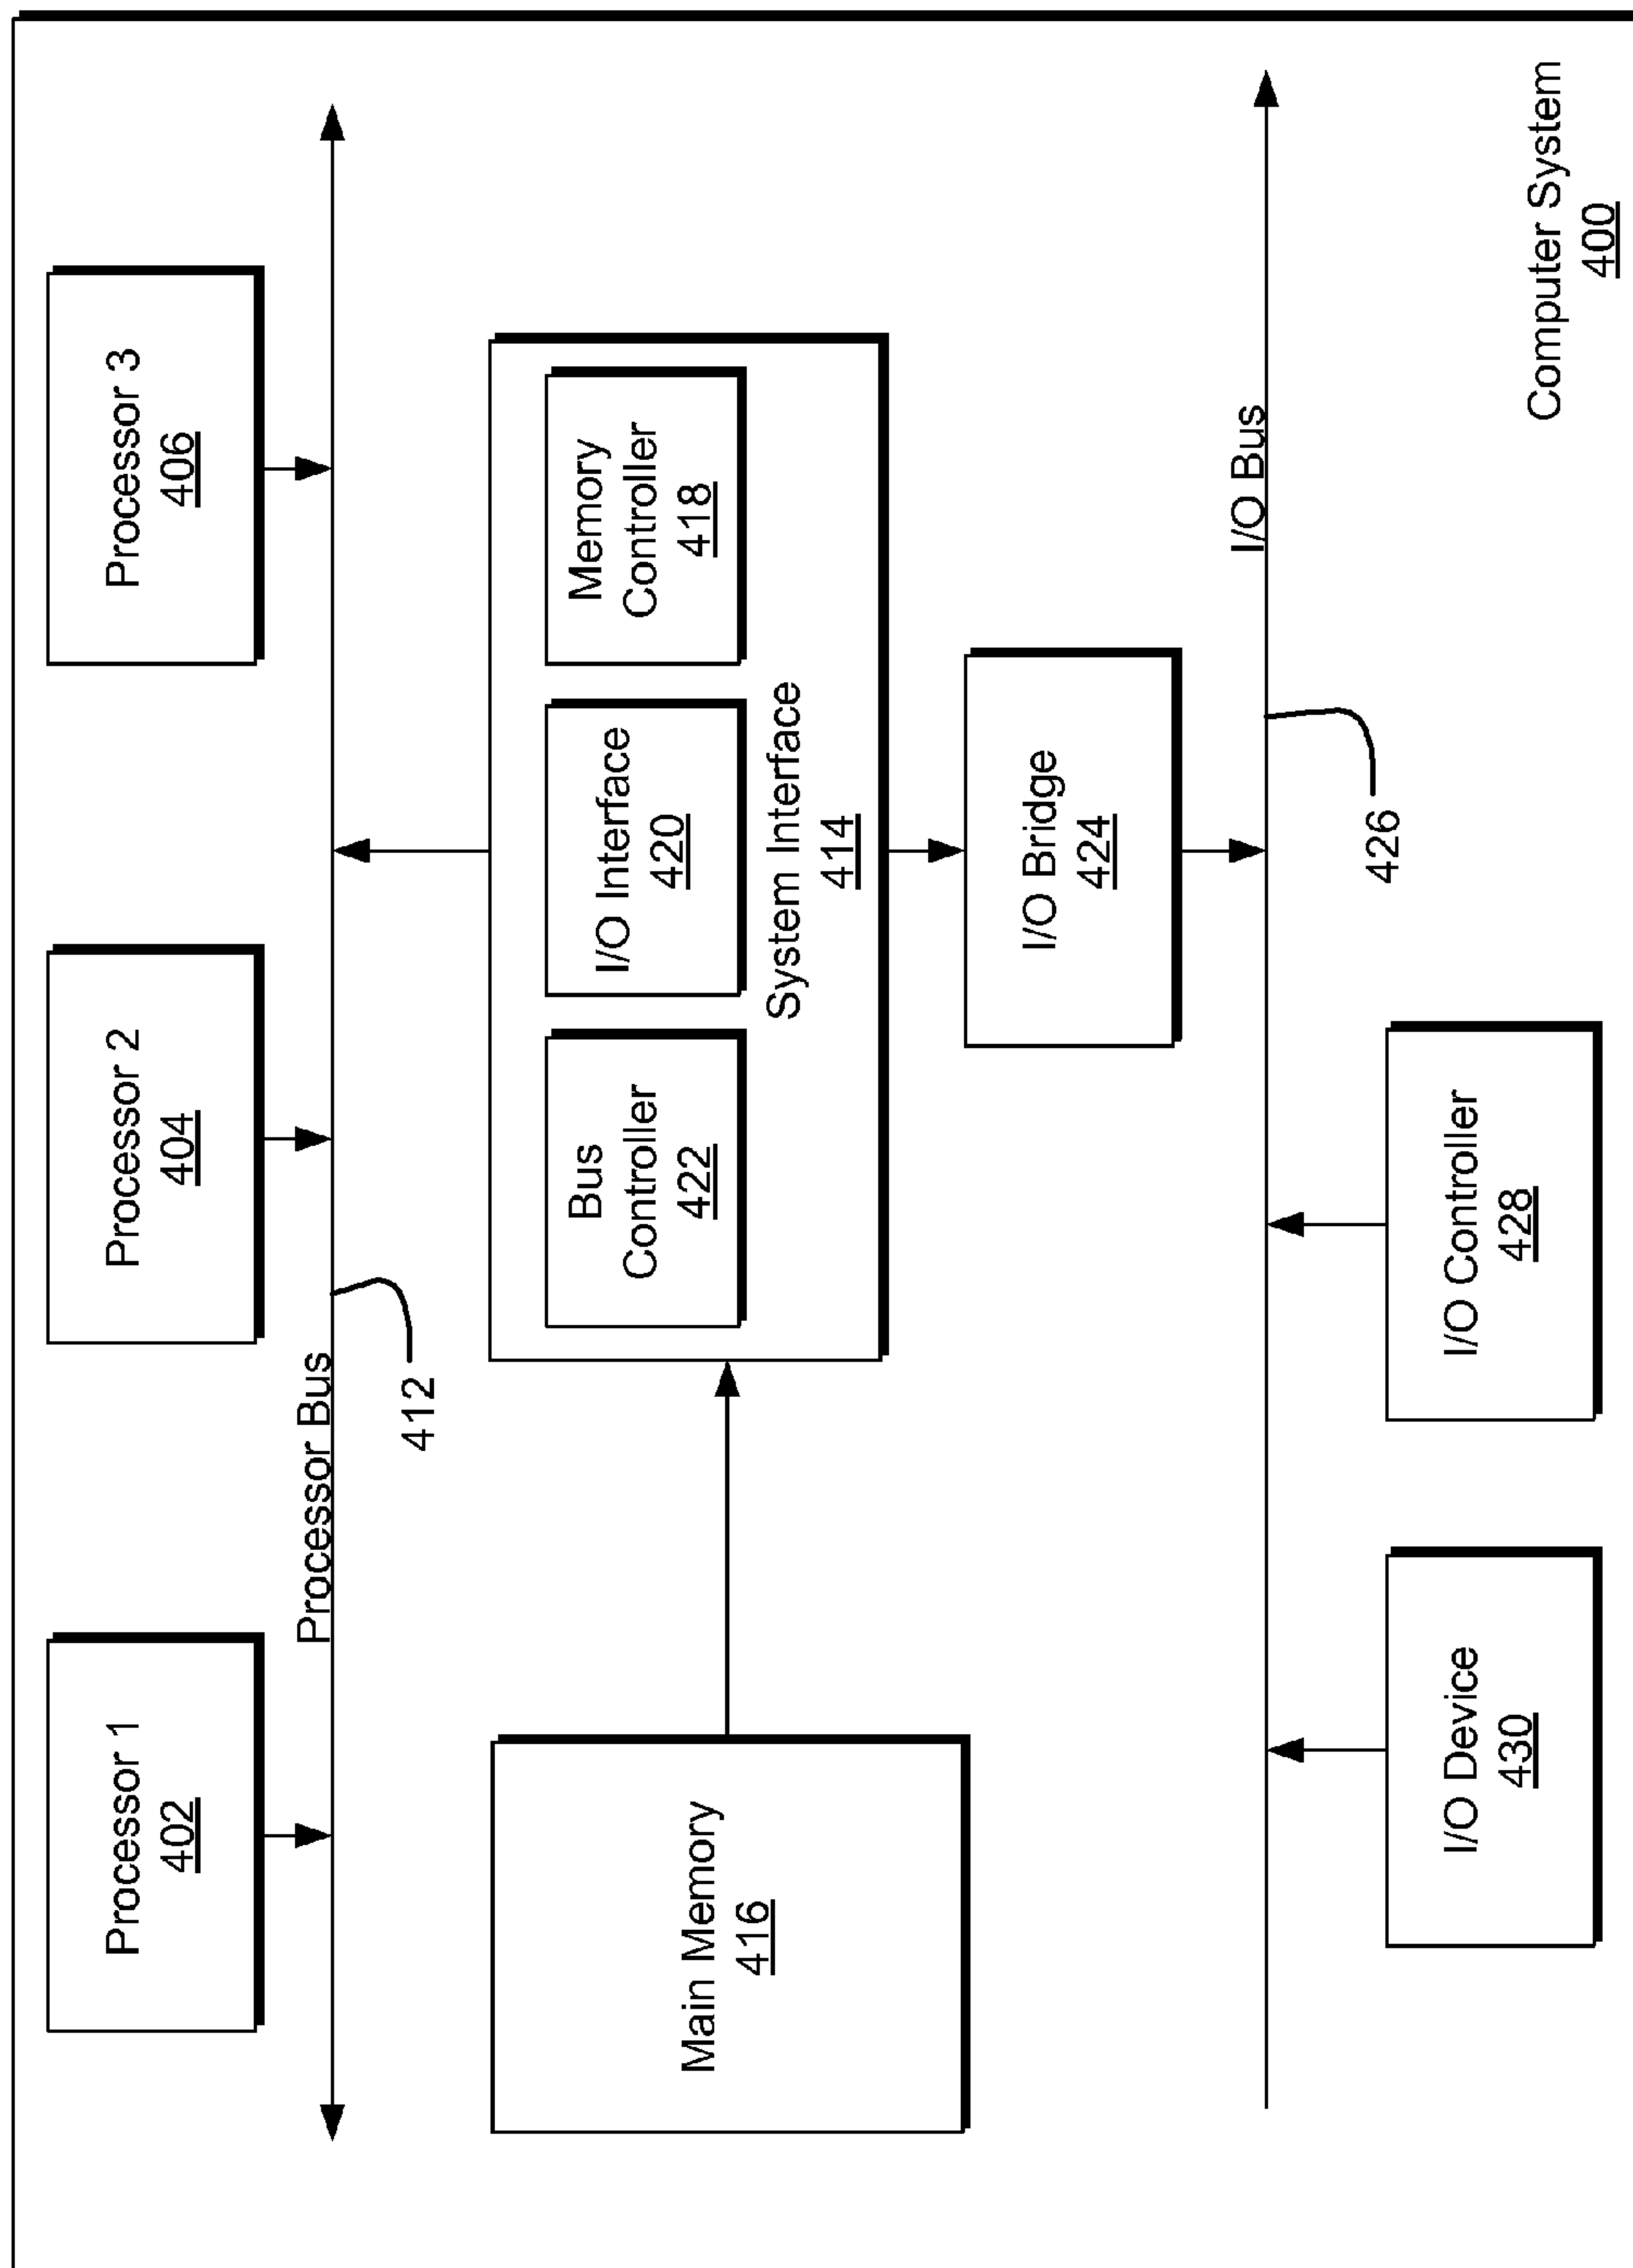 Processor 1
402
Processor 2
404
Processor 3
406
Processor Bus
412
Main Memory
416
Bus
Controller
422
I/O Interface
420
Memory
Controller
418
System Interface
414
I/O Bridge
424
I/O Bus
426
I/O Device
430
I/O Controller
428
Computer System
400